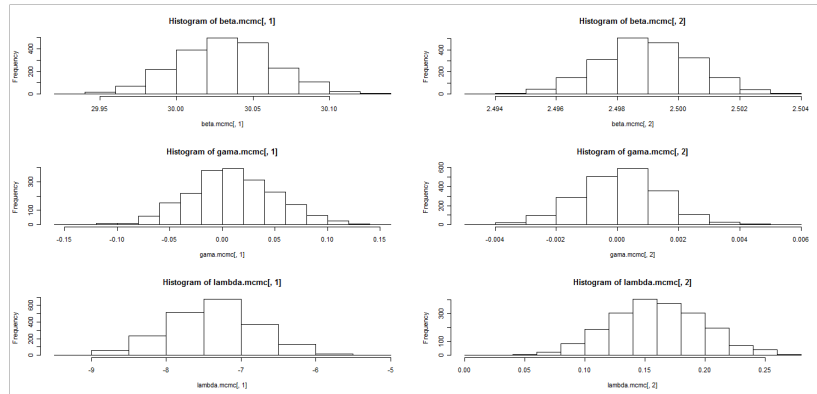 Histogram of beta.mcmc[, 1]
Frequency
0 200 400
29.95 30.00 30.05 30.10
beta.mcmc[, 1]
Histogram of beta.mcmc[, 2]
Frequency
0 200 400
2.494 2.496 2.498 2.500 2.502 2.504
beta.mcmc[, 2]
Histogram of gama.mcmc[, 1]
Frequency
0 100 300
-0.15 -0.10 -0.05 0.00 0.05 0.10 0.15
gama.mcmc[, 1]
Histogram of gama.mcmc[, 2]
Frequency
0 200 400 600
-0.004 -0.002 0.000 0.002 0.004 0.006
gama.mcmc[, 2]
Histogram of lambda.mcmc[, 1]
Frequency
0 200 400 600
-9 -8 -7 -6 -5
lambda.mcmc[, 1]
Histogram of lambda.mcmc[, 2]
Frequency
0 100 300
0.00 0.05 0.10 0.15 0.20 0.25
lambda.mcmc[, 2]